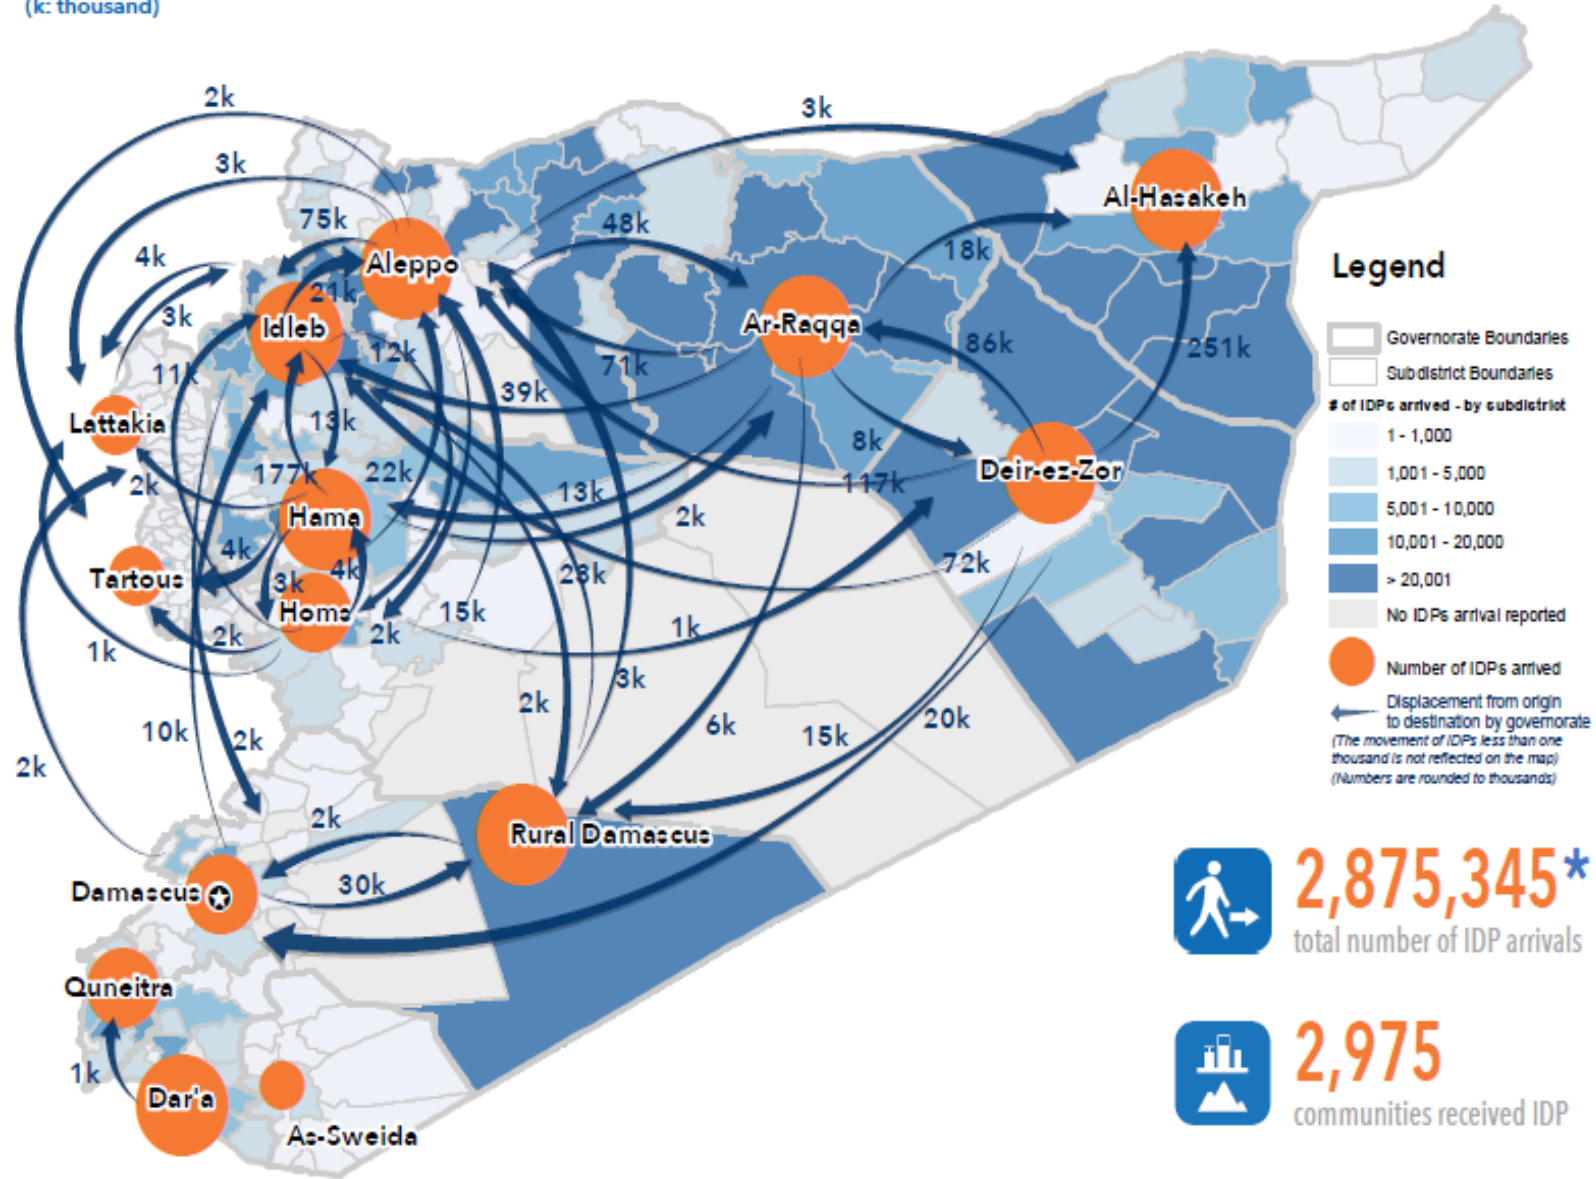 (k: thousand)
2k
3k
3k
75k
48k
Al-Hasakeh
4k
18k
Aleppo
Legend
21k
3k
Idleb
Ar-Raqqa
Governorate Boundaries
12k
86k
251k
71k
11k
Subdistrict Boundaries
39k
# of IDPs arrived - by subdistrict
Lattakia
13k
8k
1 - 1,000
177k
22k
Deir-ez-Zor
1,001 - 5,000
2k
13k
117k
Hama
2k
5,001 - 10,000
4k
10,001 - 20,000
Tartous
3k
4k
23k
72k
> 20,001
Homs
15k
No IDPs arrival reported
2k
2k
1k
1k
3k
Number of IDPs arrived
2k
6k
20k
Displacement from origin
to destination by governorate
10k
2k
15k
(The movement of IDPs less than one
thousand is not reflected on the map)
2k
(Numbers are rounded to thousands)
2k
Rural Damascus
30k
2,875,345*
Damascus
total number of IDP arrivals
Quneitra
1k
2,975
Dar'a
communities received IDP
As-Sweida